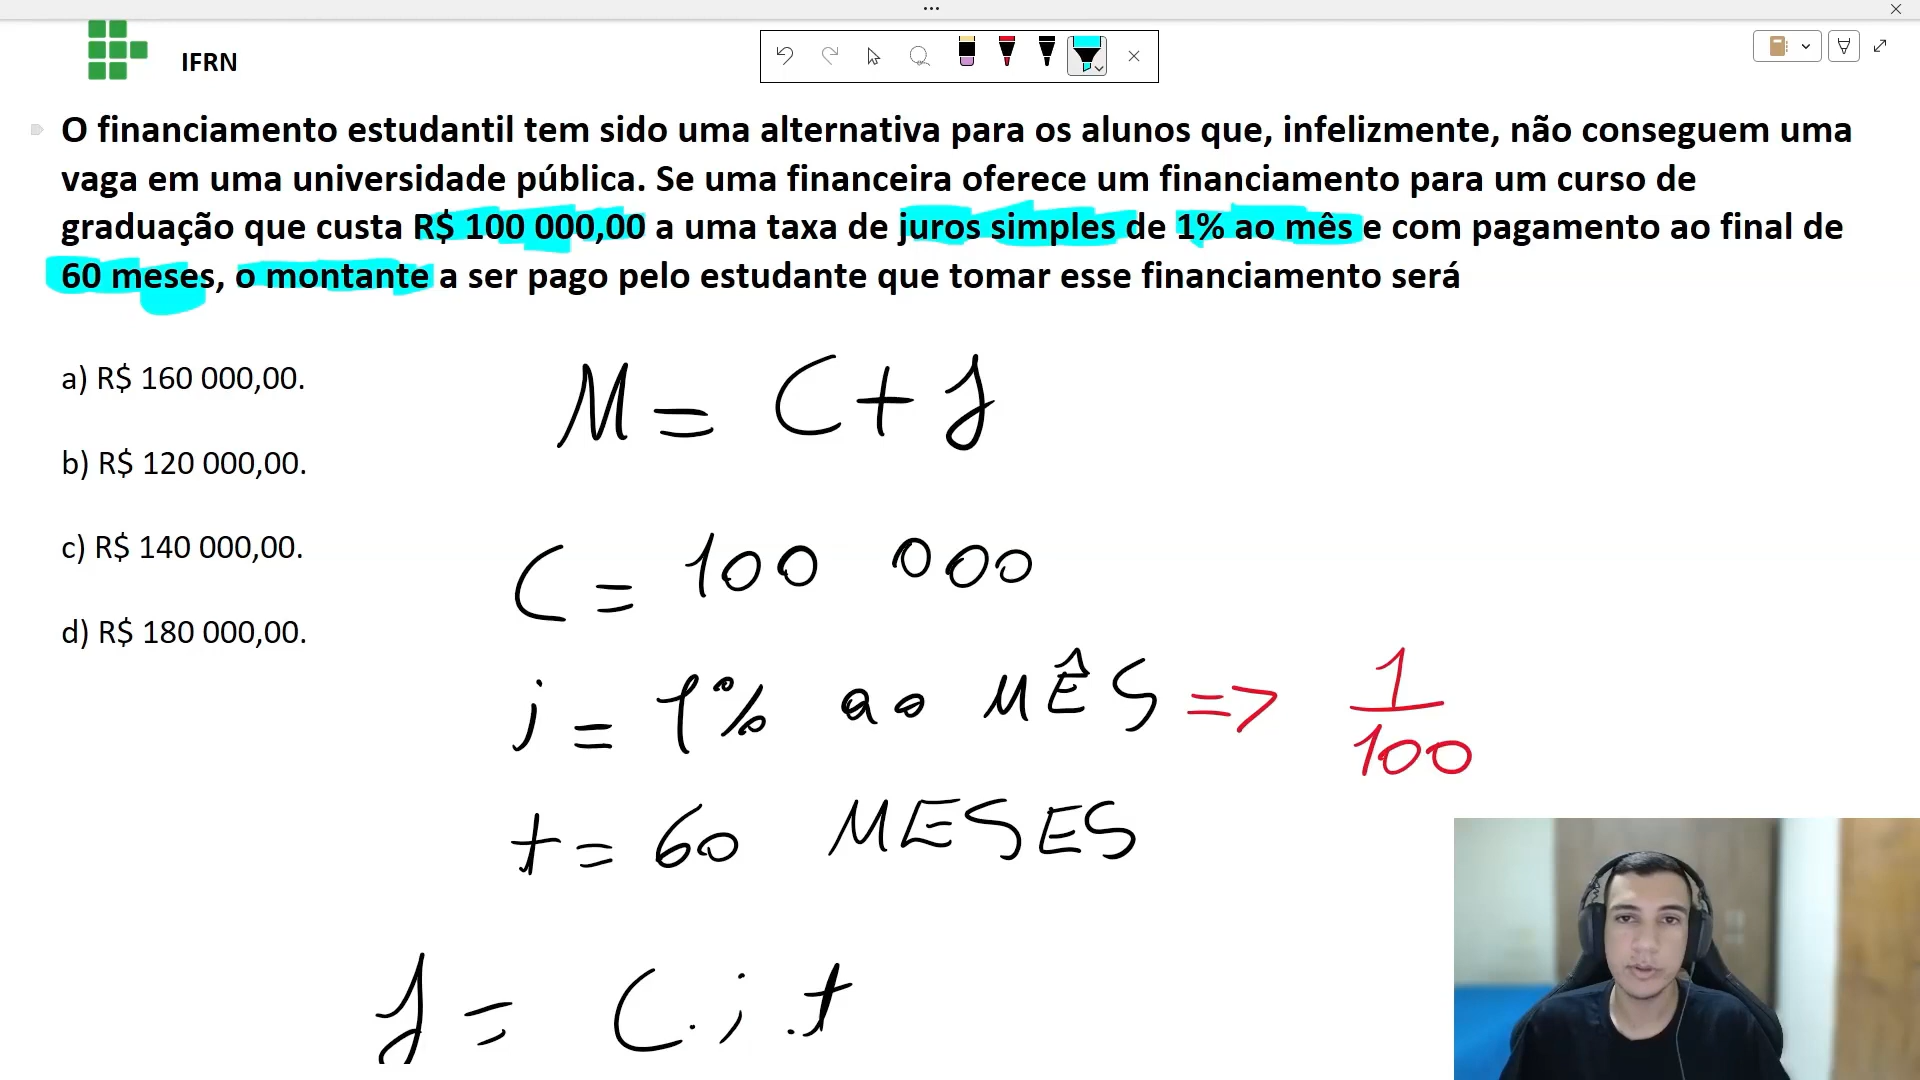 IFRN
O financiamento estudantil tem sido uma alternativa para os alunos que, infelizmente, não conseguem uma
vaga em uma universidade pública. Se uma financeira oferece um financiamento para um curso de
graduação que custa R$ 100 000,00 a uma taxa de juros simples de 1% ao mês e com pagamento ao final de
60 meses, o montante a ser pago pelo estudante que tomar esse financiamento será
a) R$ 160 000,00.
b) R$ 120 000,00.
c) R$ 140 000,00.
d) R$ 180 000,00.
M = C + J
C = 100 000
i = 1% ao MÊS => 1/100
t = 60 MESES
J = C.i.t